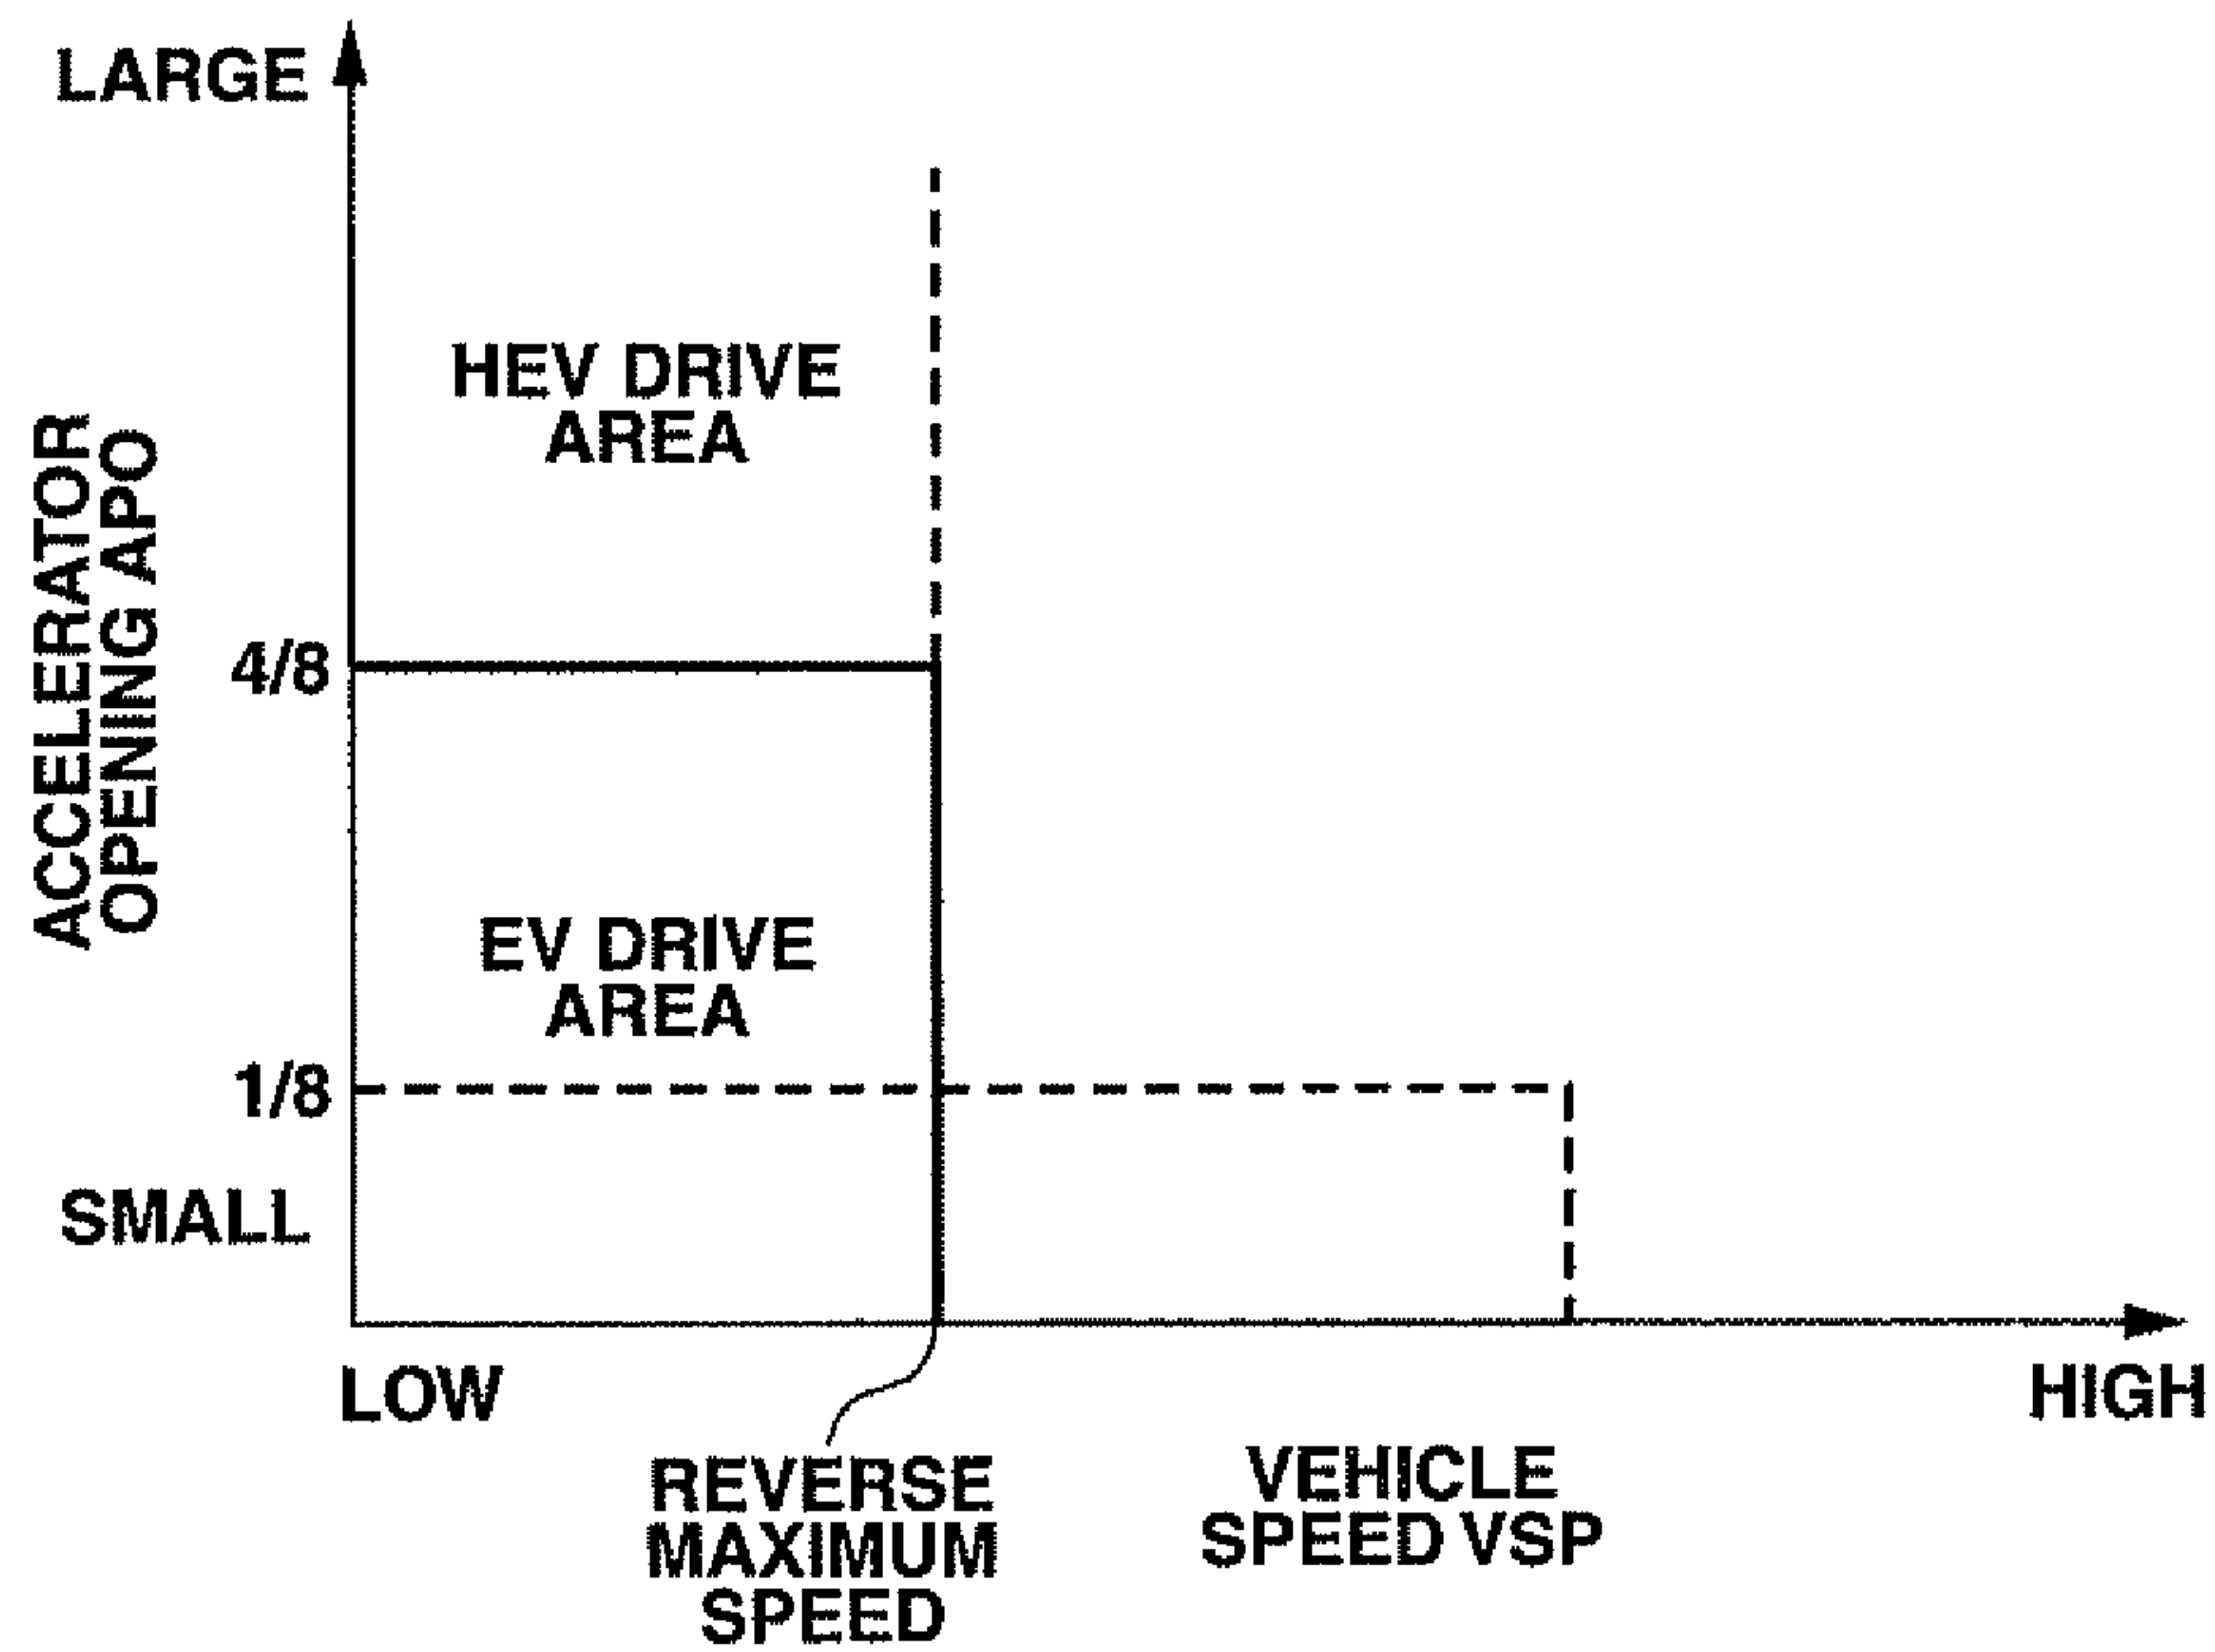 LARGE
HEV DRIVE
AREA
ACCELERATOR
OPENING APO
4/8
EV DRIVE
AREA
1/8
SMALL
LOW
HIGH
REVERSE
MAXIMUM
SPEED
VEHICLE
SPEED VSP